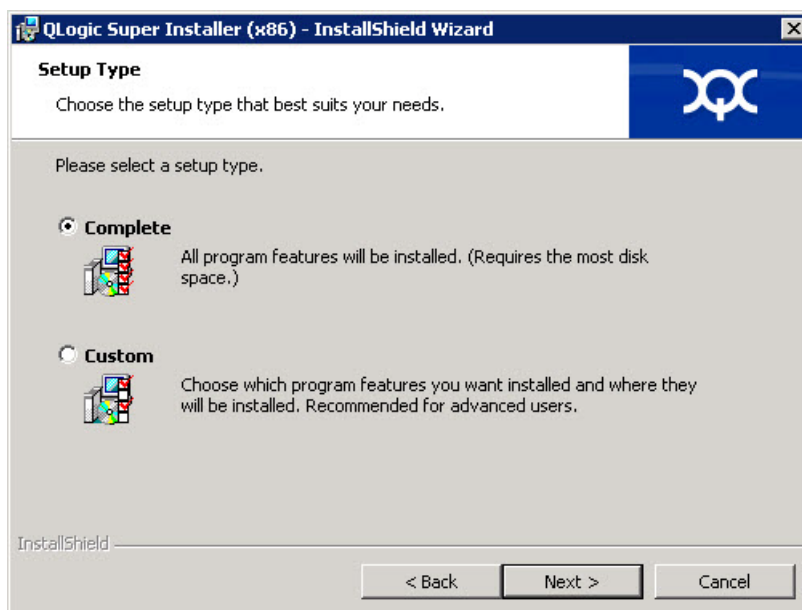 QLogic Super Installer (x86) - InstallShield Wizard
Setup Type
Choose the setup type that best suits your needs.
Please select a setup type.
Complete
All program features will be installed. (Requires the most disk
space.)
Custom
Choose which program features you want installed and where they
will be installed. Recommended for advanced users.
InstallShield
< Back
Next >
Cancel